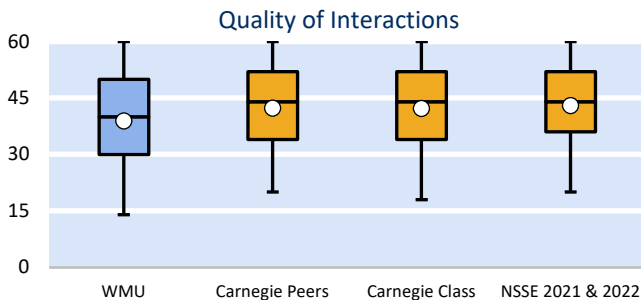 Quality of Interactions
60
45
30
15
0
WMU Carnegie Peers Carnegie Class NSSE 2021 & 2022